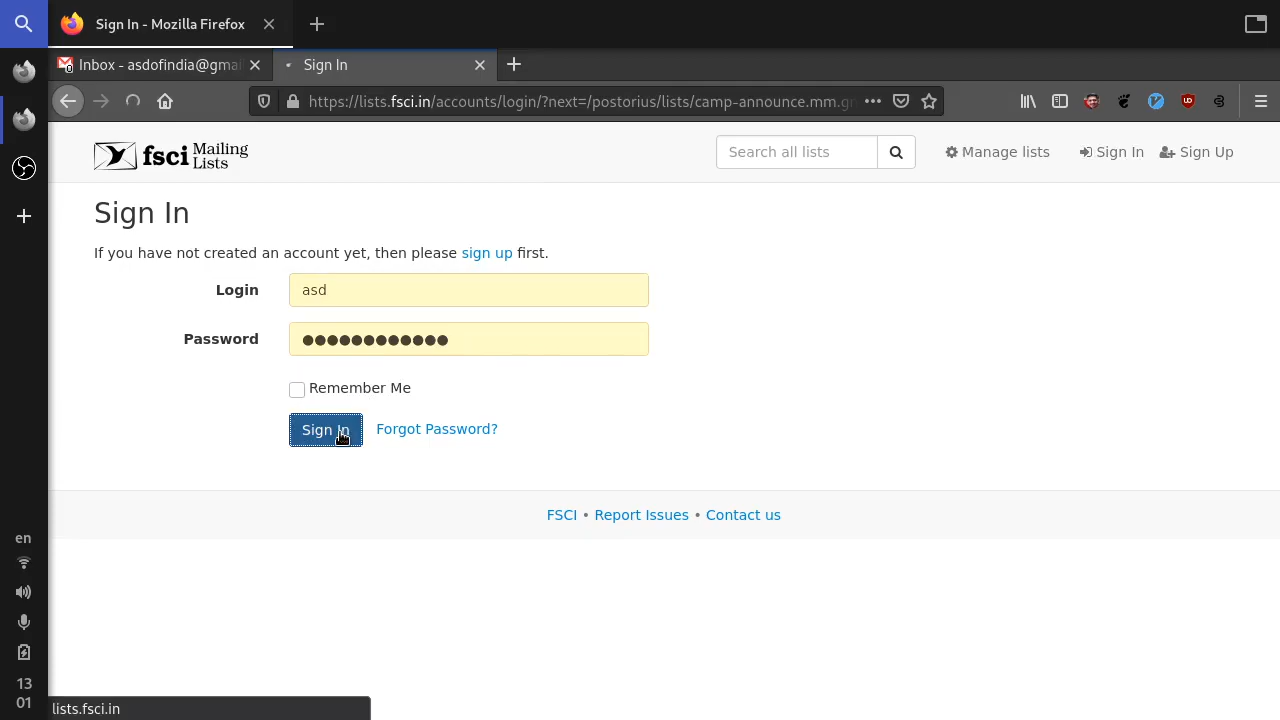 Sign In - Mozilla Firefox
Inbox - asdofindia@gmai
Sign In
https://lists.fsci.in/accounts/login/?next=/postorius/lists/camp-announce.mm.gr
fsci Mailing Lists
Search all lists
Manage lists
Sign In
Sign Up
Sign In
If you have not created an account yet, then please sign up first.
Login
asd
Password
Remember Me
Sign In
Forgot Password?
FSCI • Report Issues • Contact us
en
13
01
lists.fsci.in